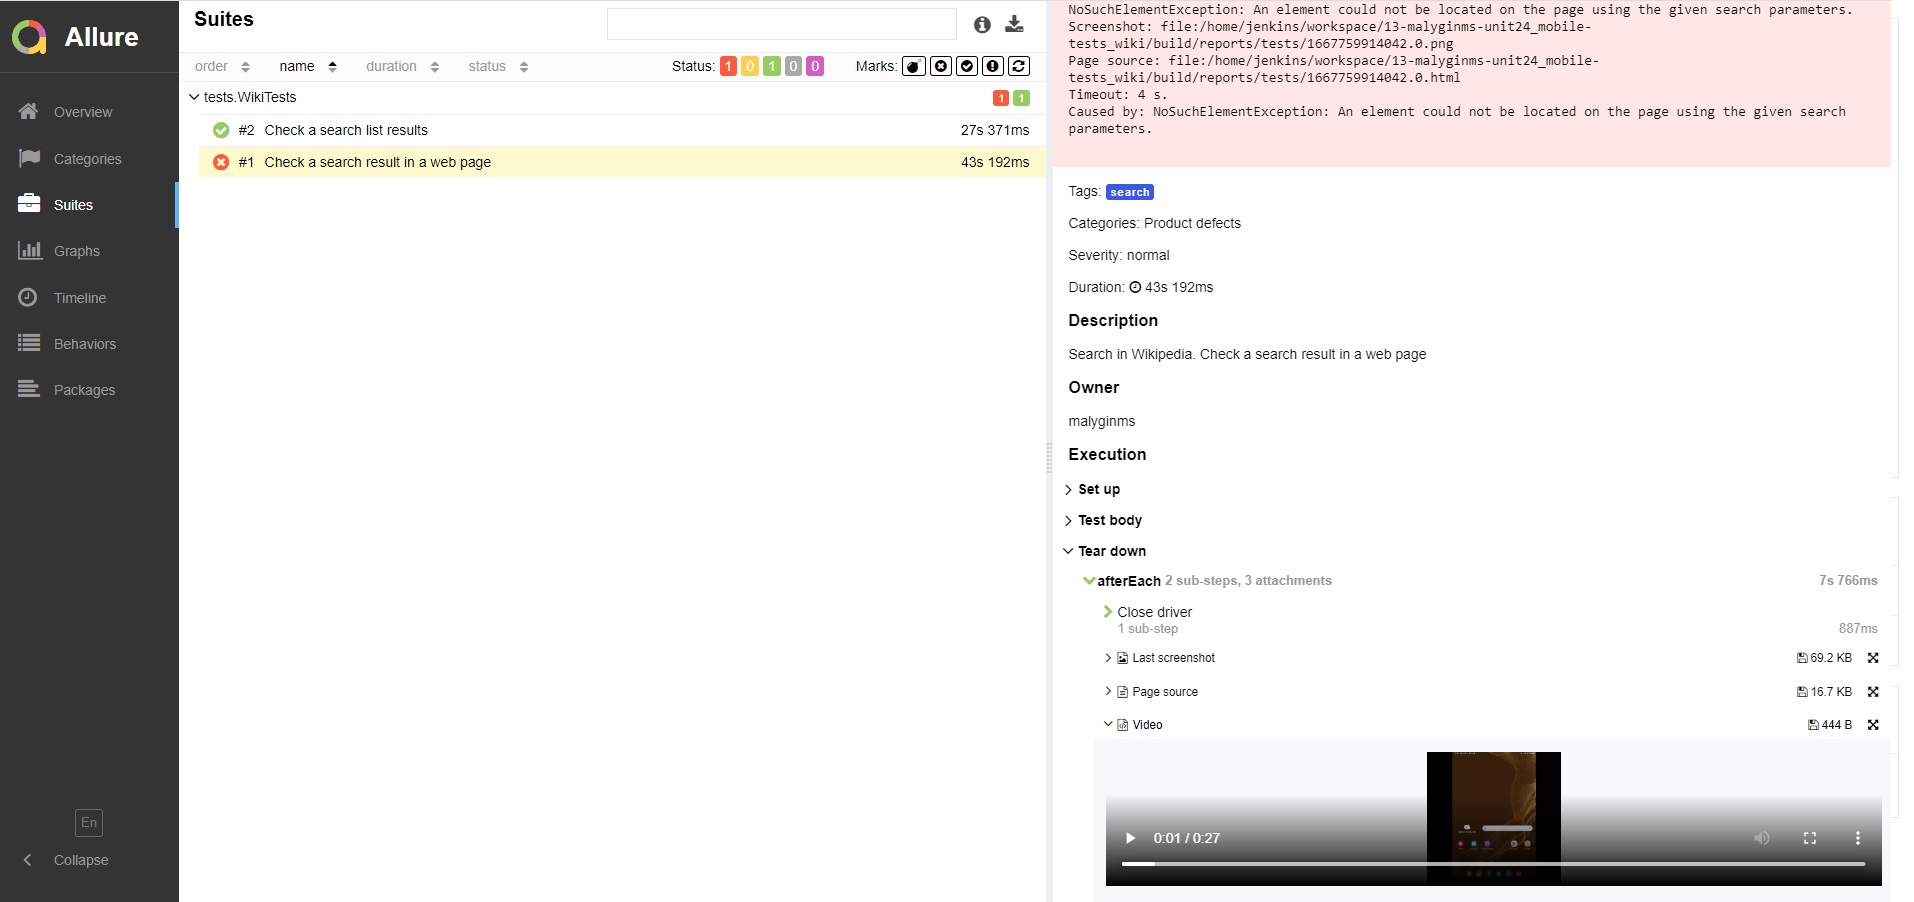 Allure
Overview
Categories
Suites
Graphs
Timeline
Behaviors
Packages
En
Collapse
Suites
order name duration status
Status: 1 0 1 0 0 Marks:
tests.WikiTests 1 1
#2 Check a search list results 27s 371ms
#1 Check a search result in a web page 43s 192ms
NoSuchElementException: An element could not be located on the page using the given search parameters.
Screenshot: file:/home/jenkins/workspace/13-malyginms-unit24_mobile-
tests_wiki/build/reports/tests/1667759914042.0.png
Page source: file:/home/jenkins/workspace/13-malyginms-unit24_mobile-
tests_wiki/build/reports/tests/1667759914042.0.html
Timeout: 4 s.
Caused by: NoSuchElementException: An element could not be located on the page using the given search
parameters.
Tags: search
Categories: Product defects
Severity: normal
Duration: 43s 192ms
Description
Search in Wikipedia. Check a search result in a web page
Owner
malyginms
Execution
Set up
Test body
Tear down
afterEach 2 sub-steps, 3 attachments 7s 766ms
Close driver
1 sub-step 887ms
Last screenshot 69.2 KB
Page source 16.7 KB
Video 444 B
0:01 / 0:27